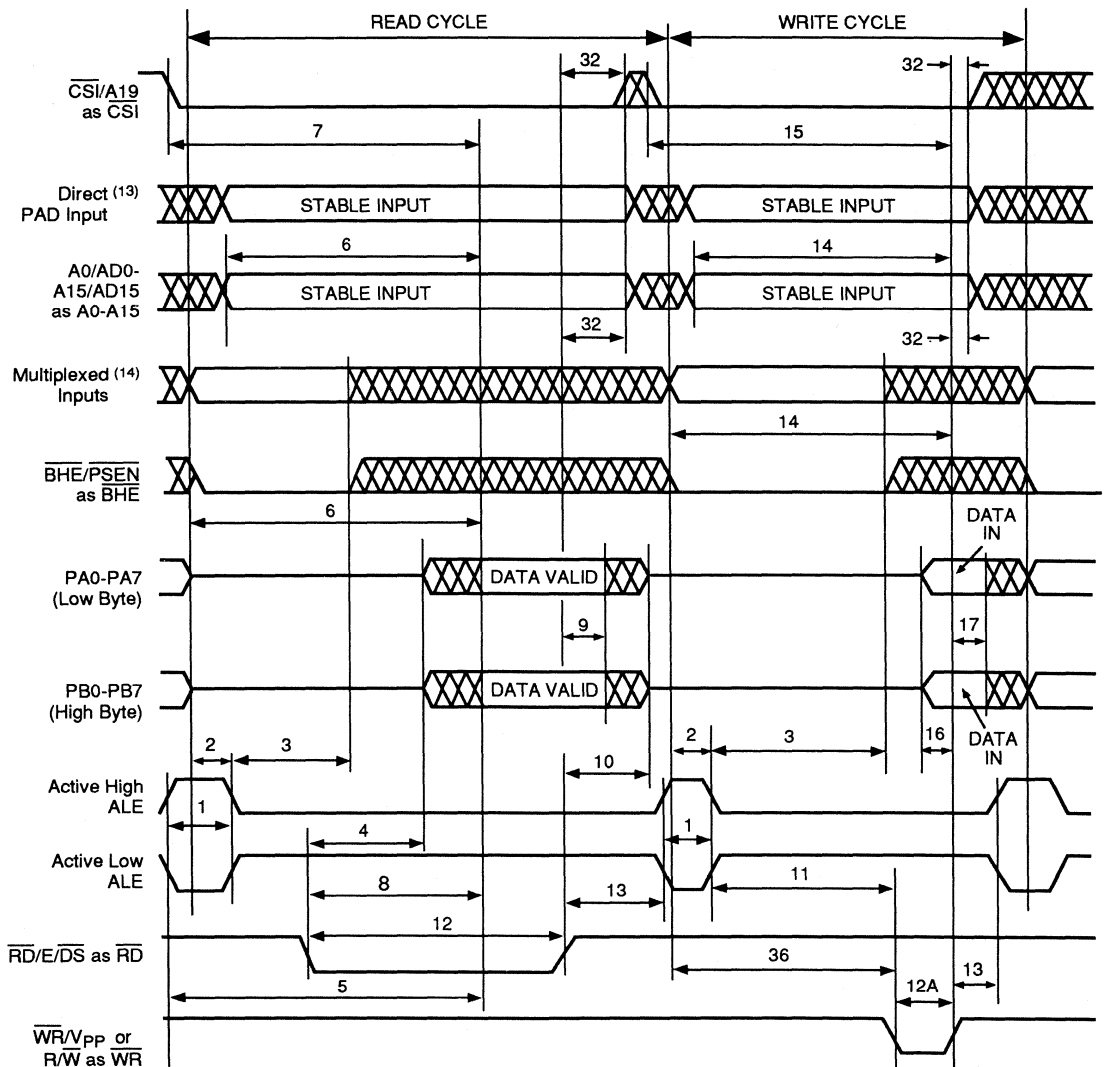 READ CYCLE
WRITE CYCLE
32
32
CSI/A19
as CSI
7
15
Direct (13)
PAD Input
STABLE INPUT
STABLE INPUT
6
14
A0/AD0-
A15/AD15
as A0-A15
STABLE INPUT
STABLE INPUT
32
32
Multiplexed (14)
Inputs
14
BHE/PSEN
as BHE
6
DATA
IN
PA0-PA7
(Low Byte)
DATA VALID
9
17
PB0-PB7
(High Byte)
DATA VALID
DATA
IN
2
3
10
2
3
16
Active High
ALE
1
4
1
Active Low
ALE
8
13
11
12
RD/E/DS as RD
36
13
5
12A
WR/VPP or
R/W as WR